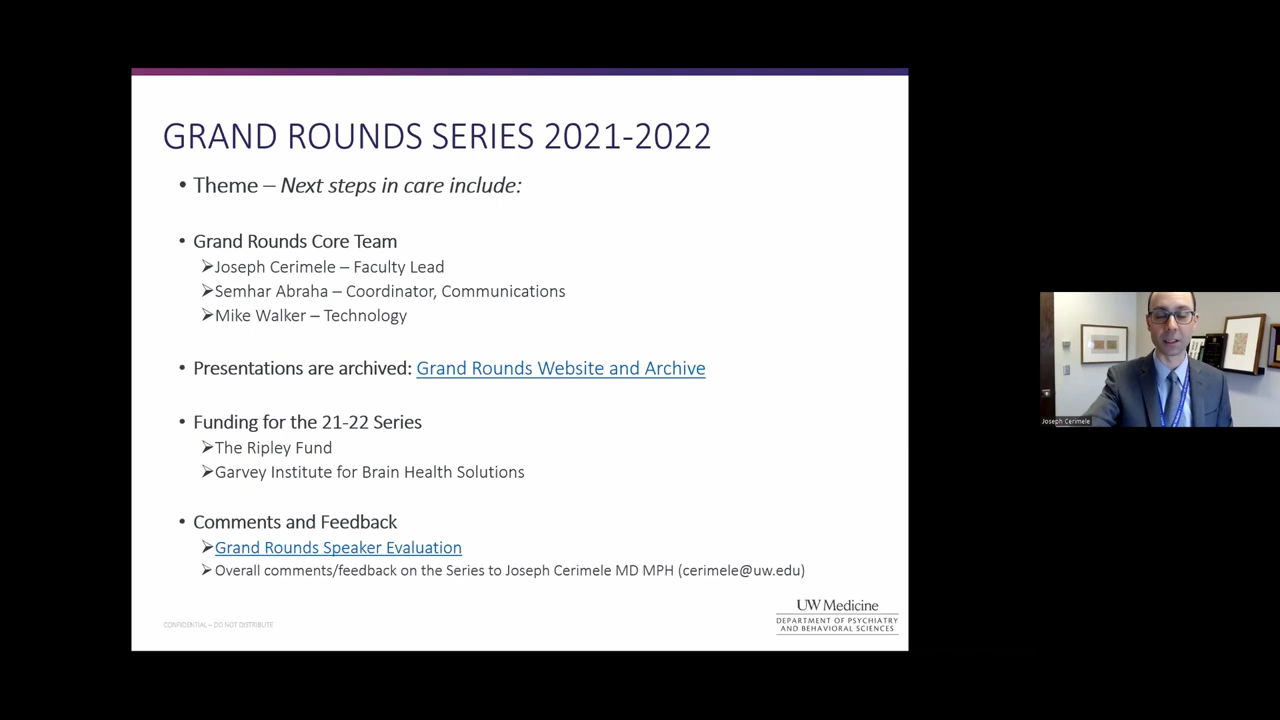 GRAND ROUNDS SERIES 2021-2022
• Theme – Next steps in care include:
• Grand Rounds Core Team
➢Joseph Cerimele – Faculty Lead
➢Semhar Abraha – Coordinator, Communications
➢Mike Walker – Technology
• Presentations are archived: Grand Rounds Website and Archive
• Funding for the 21-22 Series
➢The Ripley Fund
➢Garvey Institute for Brain Health Solutions
• Comments and Feedback
➢Grand Rounds Speaker Evaluation
➢Overall comments/feedback on the Series to Joseph Cerimele MD MPH (cerimele@uw.edu)
CONFIDENTIAL – DO NOT DISTRIBUTE
UW Medicine
DEPARTMENT OF PSYCHIATRY
AND BEHAVIORAL SCIENCES
Joseph Cerimele